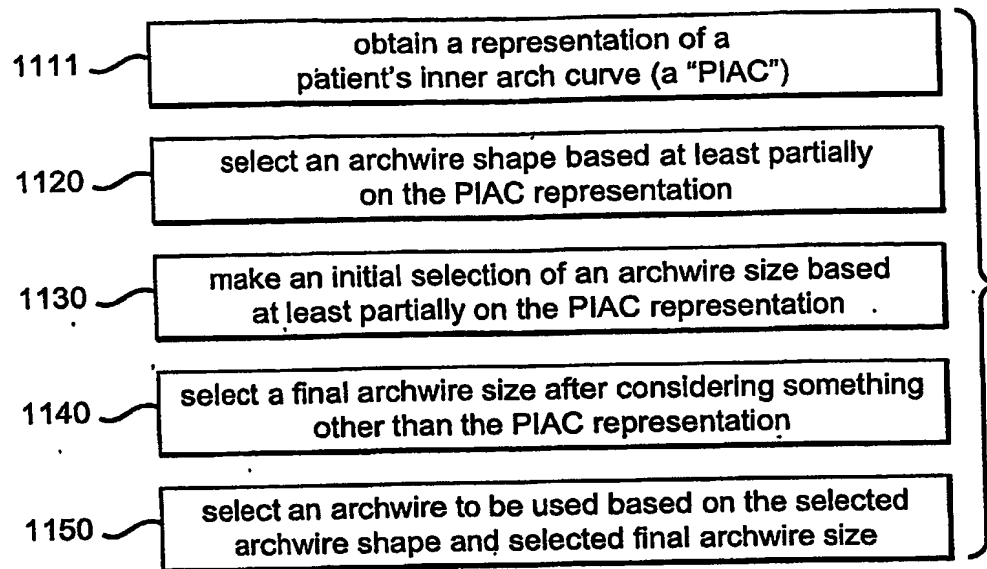 1111
obtain a representation of a
patient's inner arch curve (a "PIAC")
1120
select an archwire shape based at least partially
on the PIAC representation
1130
make an initial selection of an archwire size based
at least partially on the PIAC representation
1140
select a final archwire size after considering something
other than the PIAC representation
1150
select an archwire to be used based on the selected
archwire shape and selected final archwire size